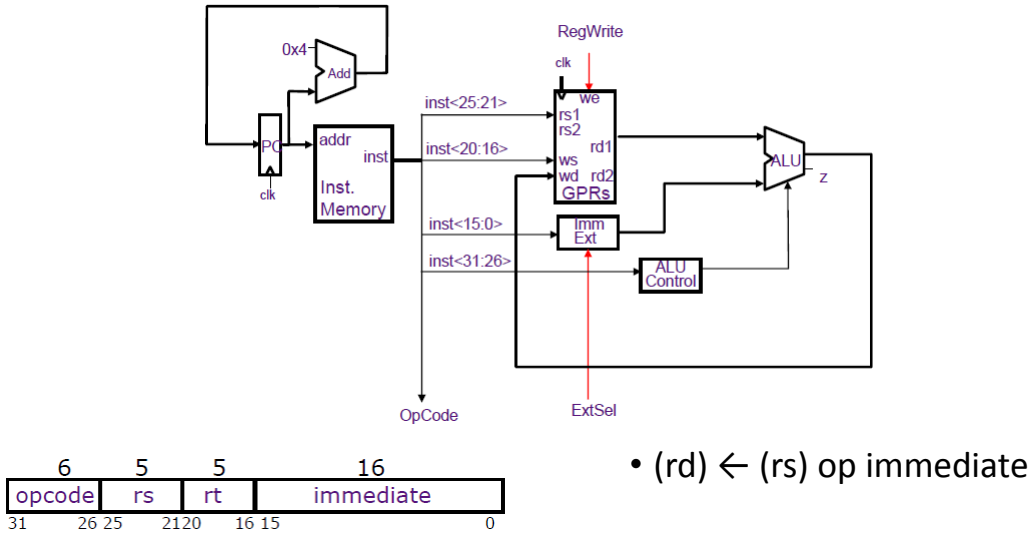 RegWrite
0x4
Add
clk
we
inst<25:21>
rs1
rs2
PC
addr
inst
rd1
inst<20:16>
ws
ALU
z
clk
Inst.
Memory
wd rd2
GPRs
inst<15:0>
Imm
Ext
inst<31:26>
ALU
Control
OpCode
ExtSel
• (rd) ← (rs) op immediate
6 5 5 16
opcode rs rt immediate
31 26 25 2120 16 15 0